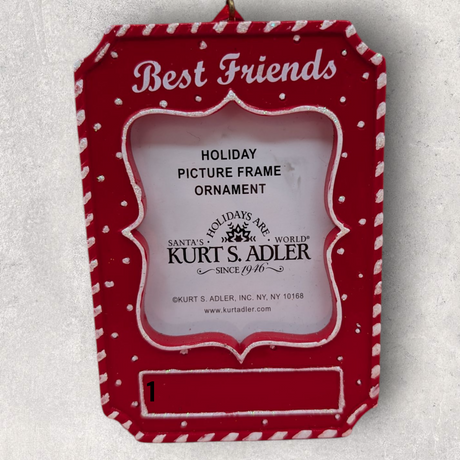 Best Friends
HOLIDAY
PICTURE FRAME
ORNAMENT
HOLIDAYS ARE
SANTA'S WORLD®
KURT S. ADLER
SINCE 1946
©KURT S. ADLER, INC. NY, NY 10168
www.kurtadler.com
1